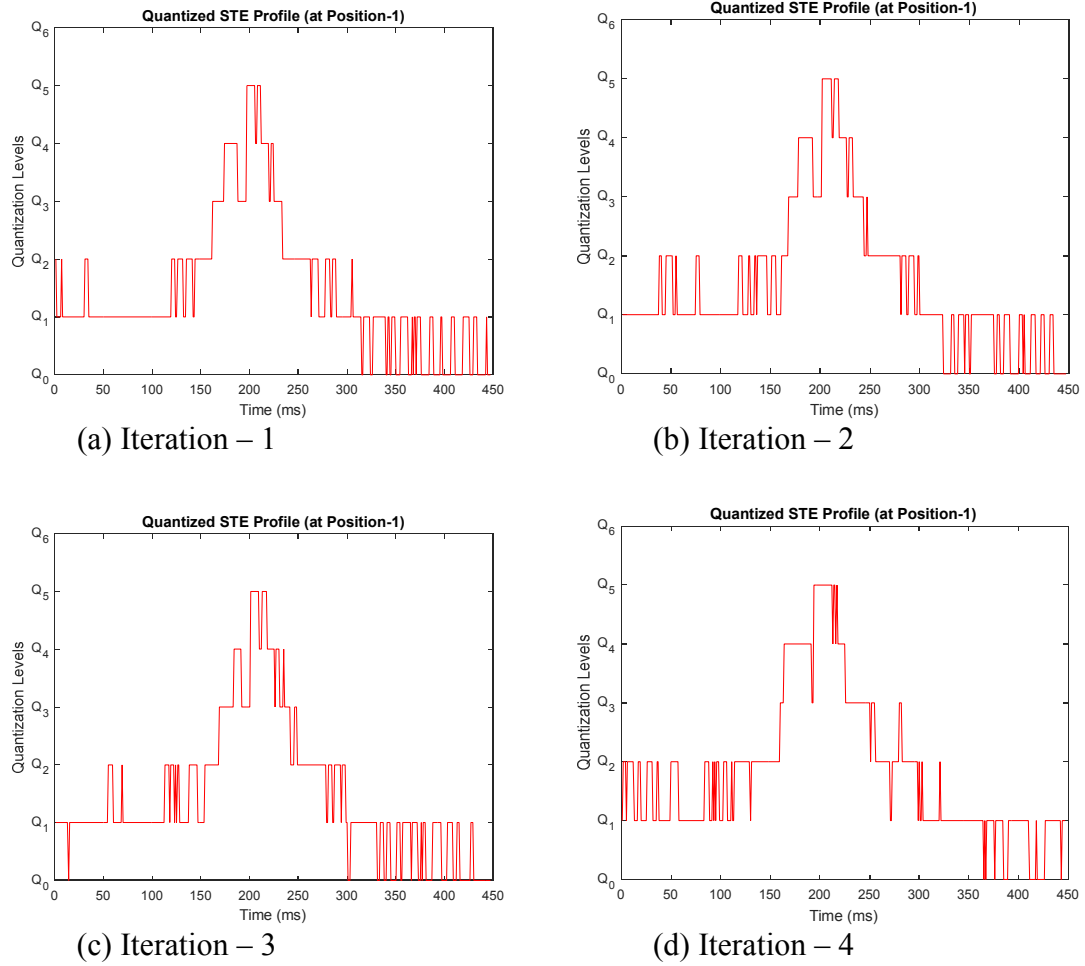 Quantized STE Profile (at Position-1)
Q6
Q5
Q4
Q3
Q2
Q1
Q0
Quantization Levels
0 50 100 150 200 250 300 350 400 450
Time (ms)
(a) Iteration – 1
Quantized STE Profile (at Position-1)
Q6
Q5
Q4
Q3
Q2
Q1
Q0
Quantization Levels
0 50 100 150 200 250 300 350 400 450
Time (ms)
(b) Iteration – 2
Quantized STE Profile (at Position-1)
Q6
Q5
Q4
Q3
Q2
Q1
Q0
Quantization Levels
0 50 100 150 200 250 300 350 400 450
Time (ms)
(c) Iteration – 3
Quantized STE Profile (at Position-1)
Q6
Q5
Q4
Q3
Q2
Q1
Q0
Quantization Levels
0 50 100 150 200 250 300 350 400 450
Time (ms)
(d) Iteration – 4